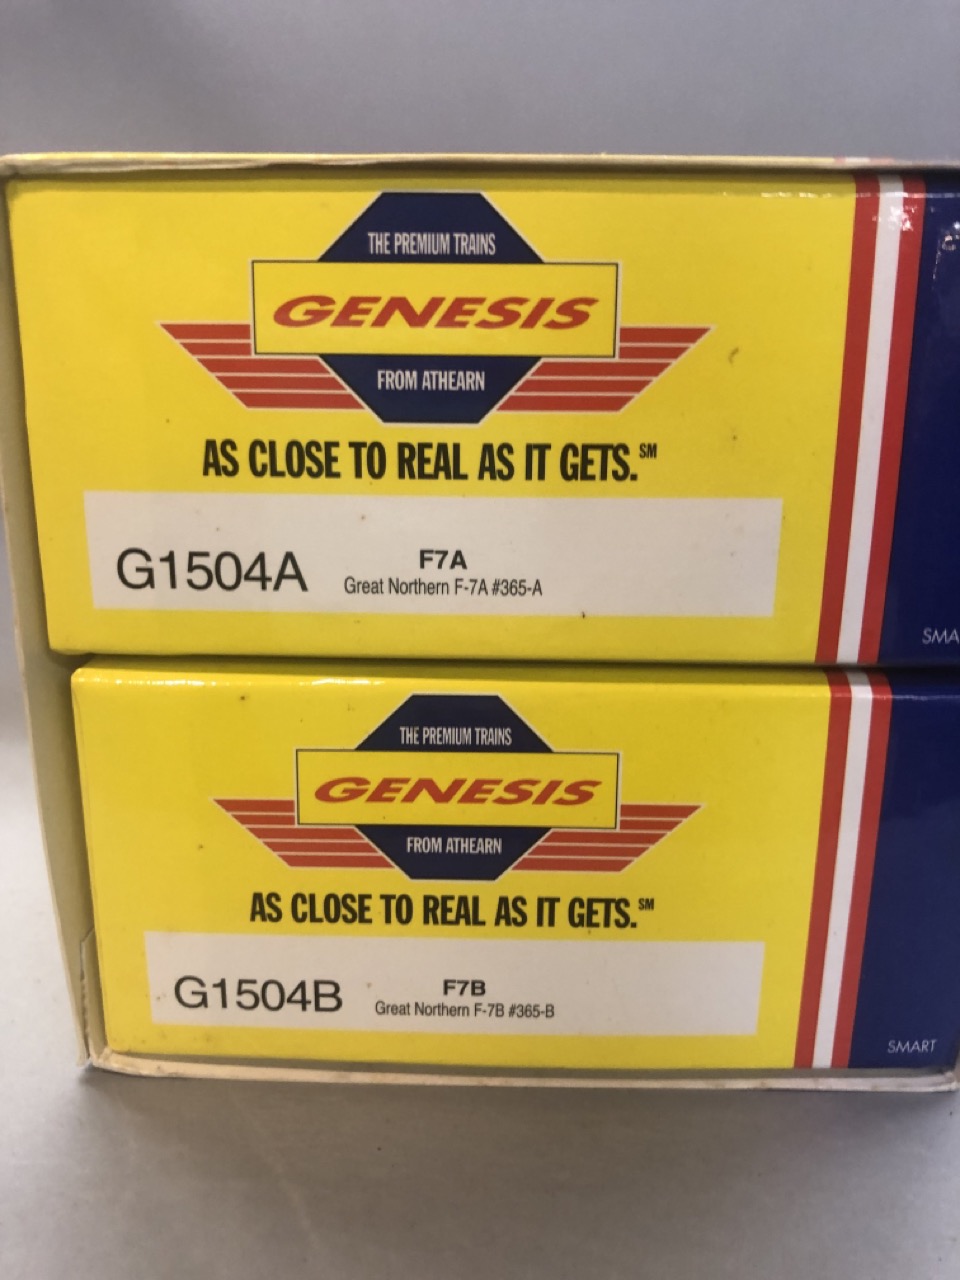 THE PREMIUM TRAINS
GENESIS
FROM ATHEARN
AS CLOSE TO REAL AS IT GETS.℠
G1504A
F7A
Great Northern F-7A #365-A
SMA
THE PREMIUM TRAINS
GENESIS
FROM ATHEARN
AS CLOSE TO REAL AS IT GETS.℠
G1504B
F7B
Great Northern F-7B #365-B
SMART